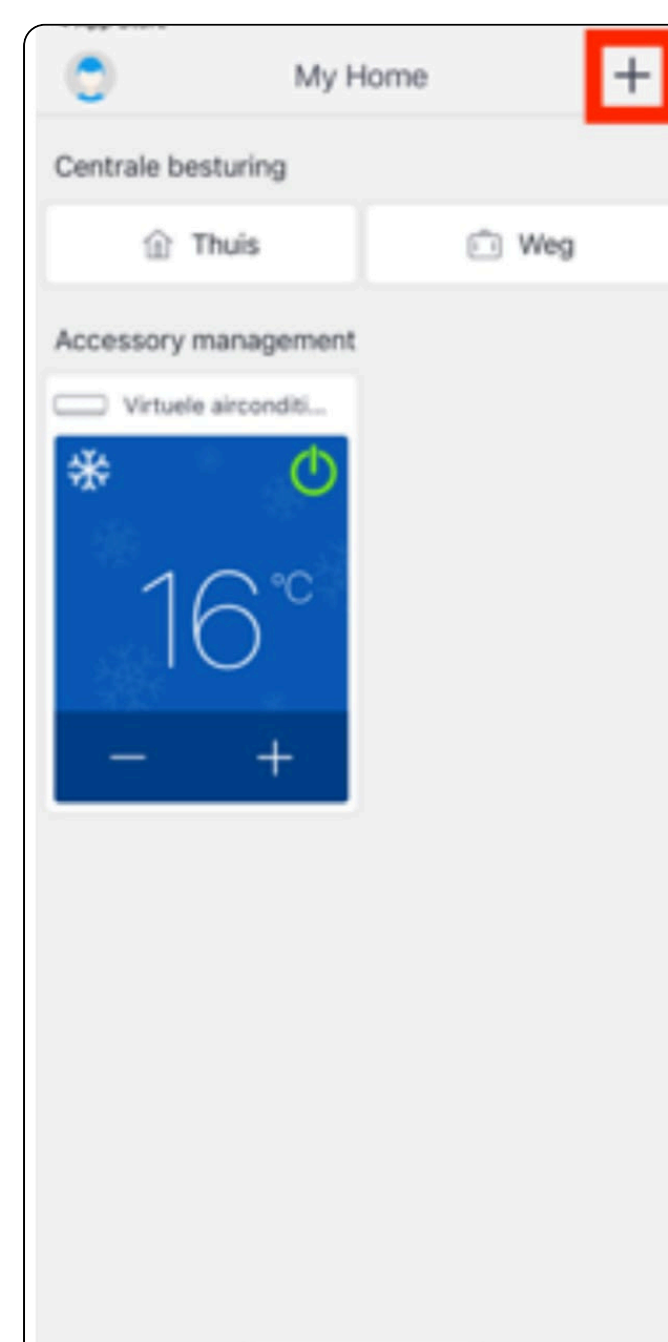 My Home
Centrale besturing
Thuis
Weg
Accessory management
Virtuele airconditi...
16 °C